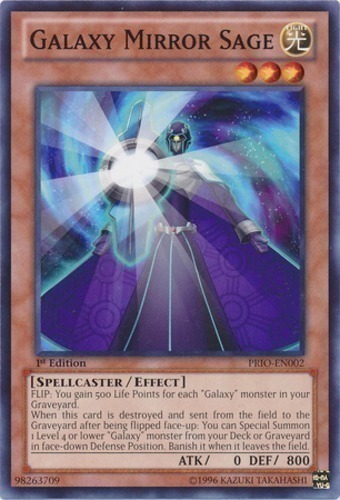 GALAXY MIRROR SAGE
LIGHT
光
1st Edition
PRIO-EN002
[SPELLCASTER / EFFECT]
FLIP: You gain 500 Life Points for each "Galaxy" monster in your
Graveyard.
When this card is destroyed and sent from the field to the
Graveyard after being flipped face-up: You can Special Summon
1 Level 4 or lower "Galaxy" monster from your Deck or Graveyard
in face-down Defense Position. Banish it when it leaves the field.
ATK/ 0 DEF/ 800
98263709
©1996 KAZUKI TAKAHASHI